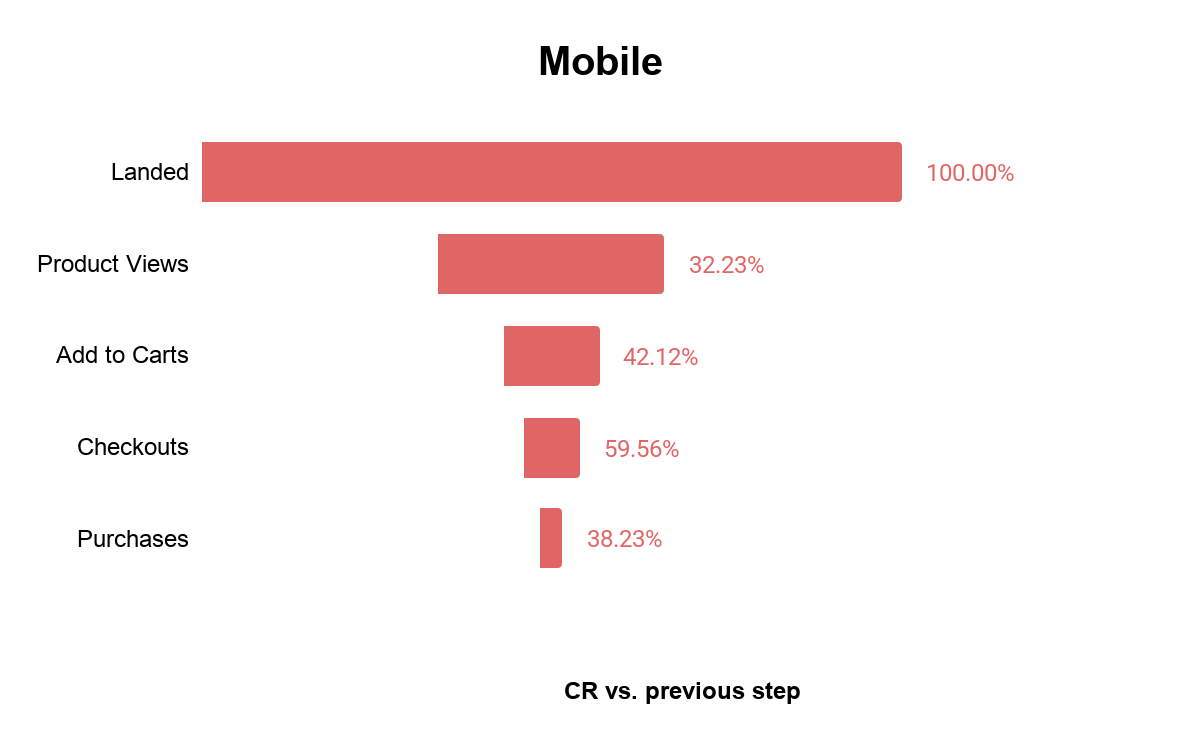 Mobile
Landed 100.00%
Product Views 32.23%
Add to Carts 42.12%
Checkouts 59.56%
Purchases 38.23%
CR vs. previous step